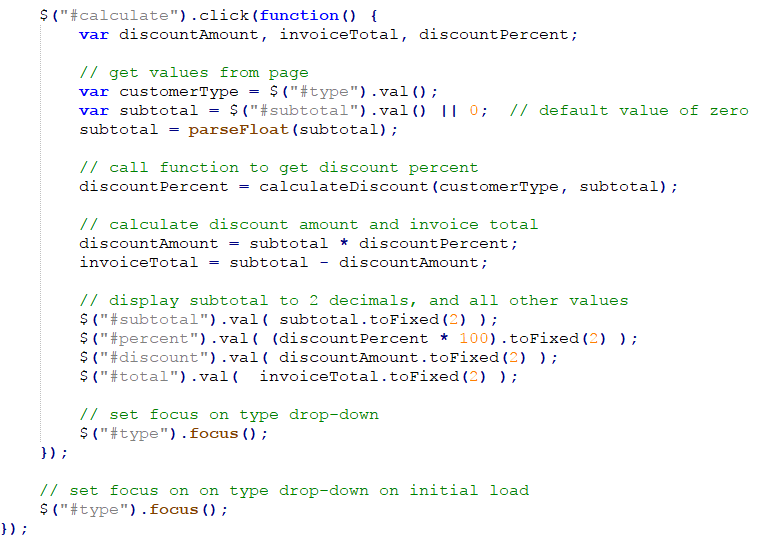 $("#calculate").click(function() {
var discountAmount, invoiceTotal, discountPercent;
// get values from page
var customerType = $("#type").val();
var subtotal = $("#subtotal").val() || 0;  // default value of zero
subtotal = parseFloat(subtotal);
// call function to get discount percent
discountPercent = calculateDiscount(customerType, subtotal);
// calculate discount amount and invoice total
discountAmount = subtotal * discountPercent;
invoiceTotal = subtotal - discountAmount;
// display subtotal to 2 decimals, and all other values
$("#subtotal").val( subtotal.toFixed(2) );
$("#percent").val( (discountPercent * 100).toFixed(2) );
$("#discount").val( discountAmount.toFixed(2) );
$("#total").val(  invoiceTotal.toFixed(2) );
// set focus on type drop-down
$("#type").focus();
});
// set focus on on type drop-down on initial load
$("#type").focus();
});